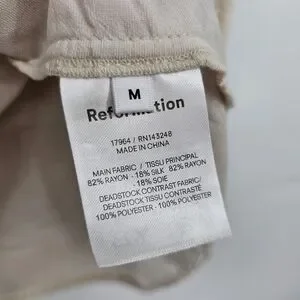 M
Reformation
17964 / RN143248
MADE IN CHINA
MAIN FABRIC / TISSU PRINCIPAL
82% RAYON - 18% SILK 82% RAYON
- 18% SOIE
DEADSTOCK CONTRAST FABRIC/
DEADSTOCK TISSU CONTRASTÉ
100% POLYESTER - 100% POLYESTER